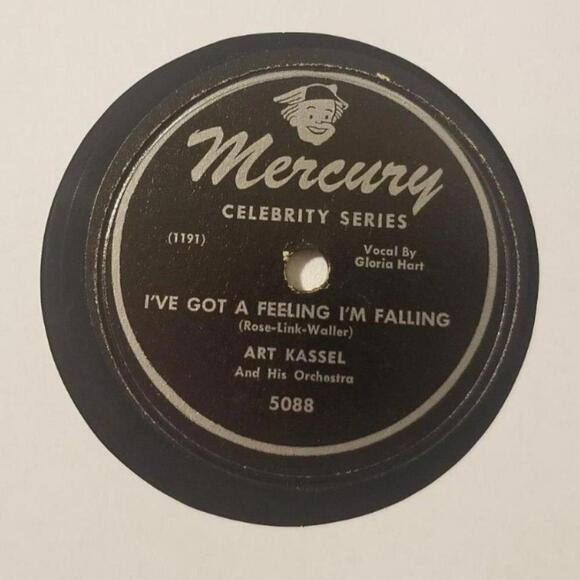 Mercury
CELEBRITY SERIES
(1191)
Vocal By
Gloria Hart
I'VE GOT A FEELING I'M FALLING
(Rose-Link-Waller)
ART KASSEL
And His Orchestra
5088